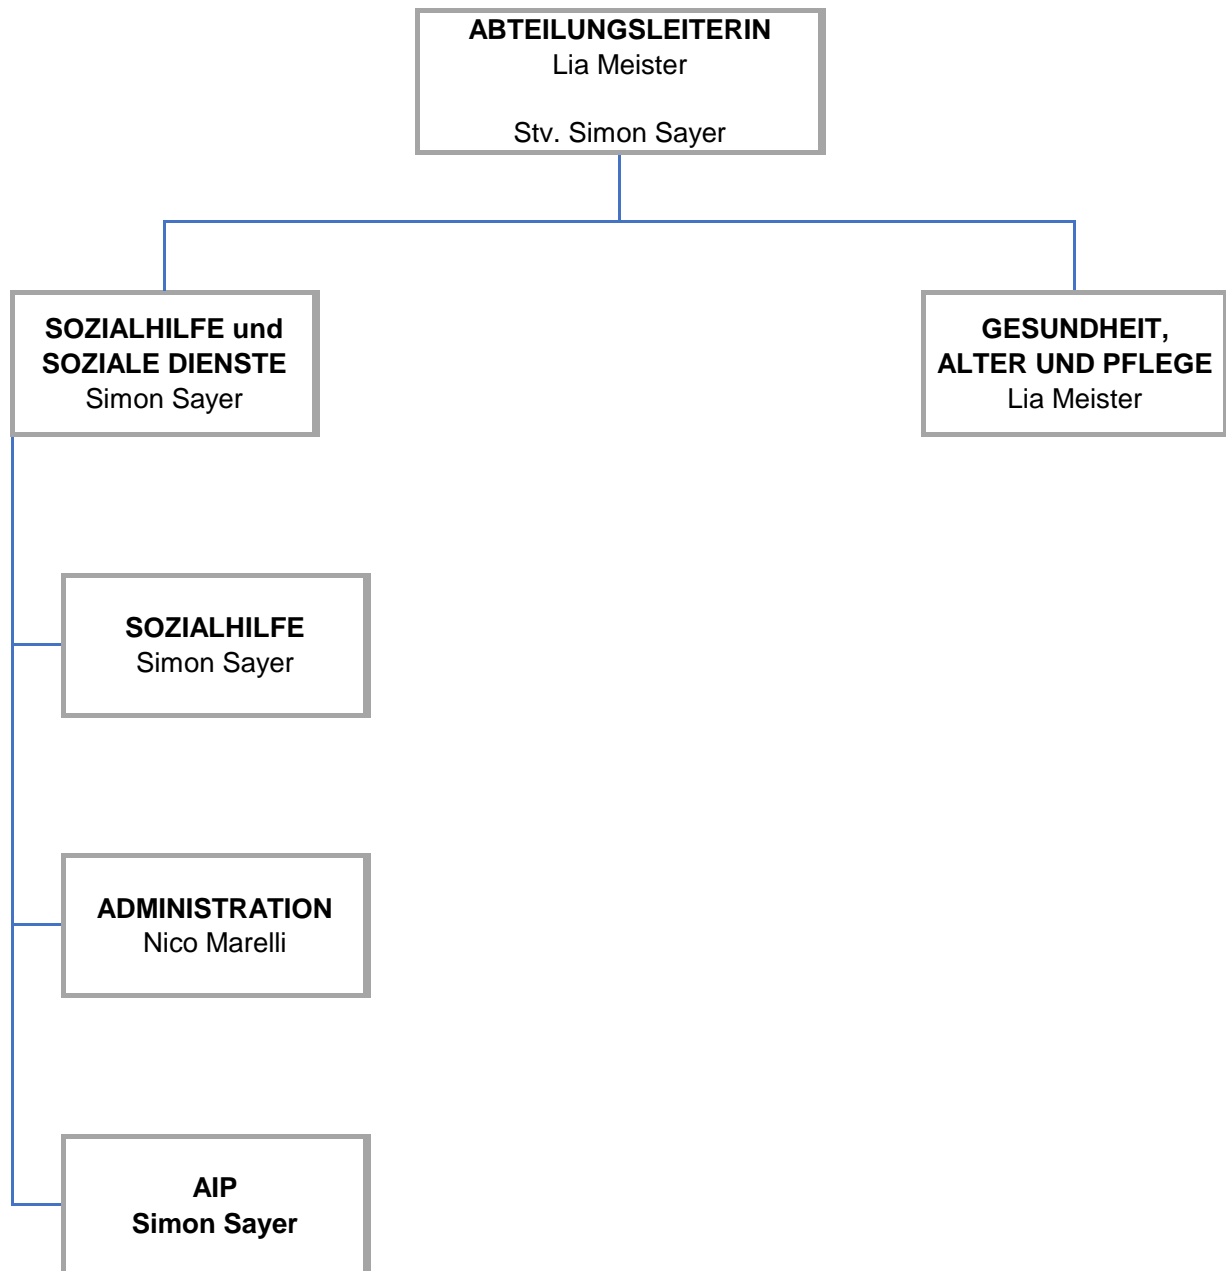 ABTEILUNGSLEITERIN
Lia Meister
Stv. Simon Sayer
SOZIALHILFE und
SOZIALE DIENSTE
Simon Sayer
GESUNDHEIT,
ALTER UND PFLEGE
Lia Meister
SOZIALHILFE
Simon Sayer
ADMINISTRATION
Nico Marelli
AIP
Simon Sayer